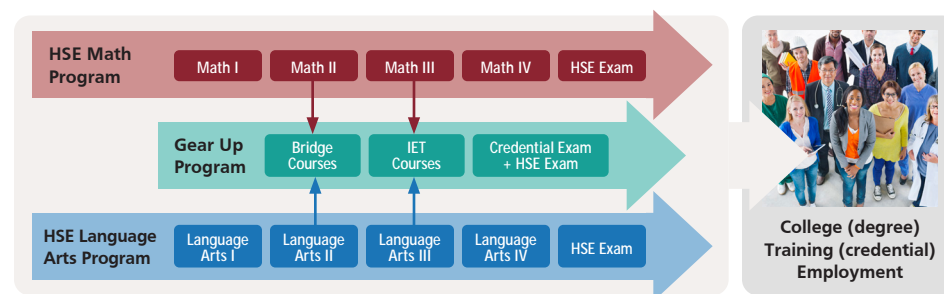 HSE Math
Program
Math I
Math II
Math III
Math IV
HSE Exam
Gear Up
Program
Bridge
Courses
IET
Courses
Credential Exam
+ HSE Exam
HSE Language
Arts Program
Language
Arts I
Language
Arts II
Language
Arts III
Language
Arts IV
HSE Exam
College (degree)
Training (credential)
Employment